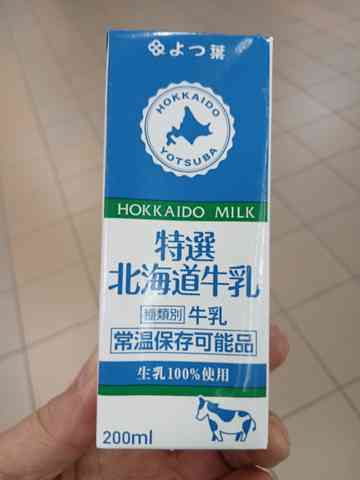 よつ葉
HOKKAIDO
YOTSUBA
HOKKAIDO MILK
特選
北海道牛乳
種類別 牛乳
常温保存可能品
生乳100%使用
200ml